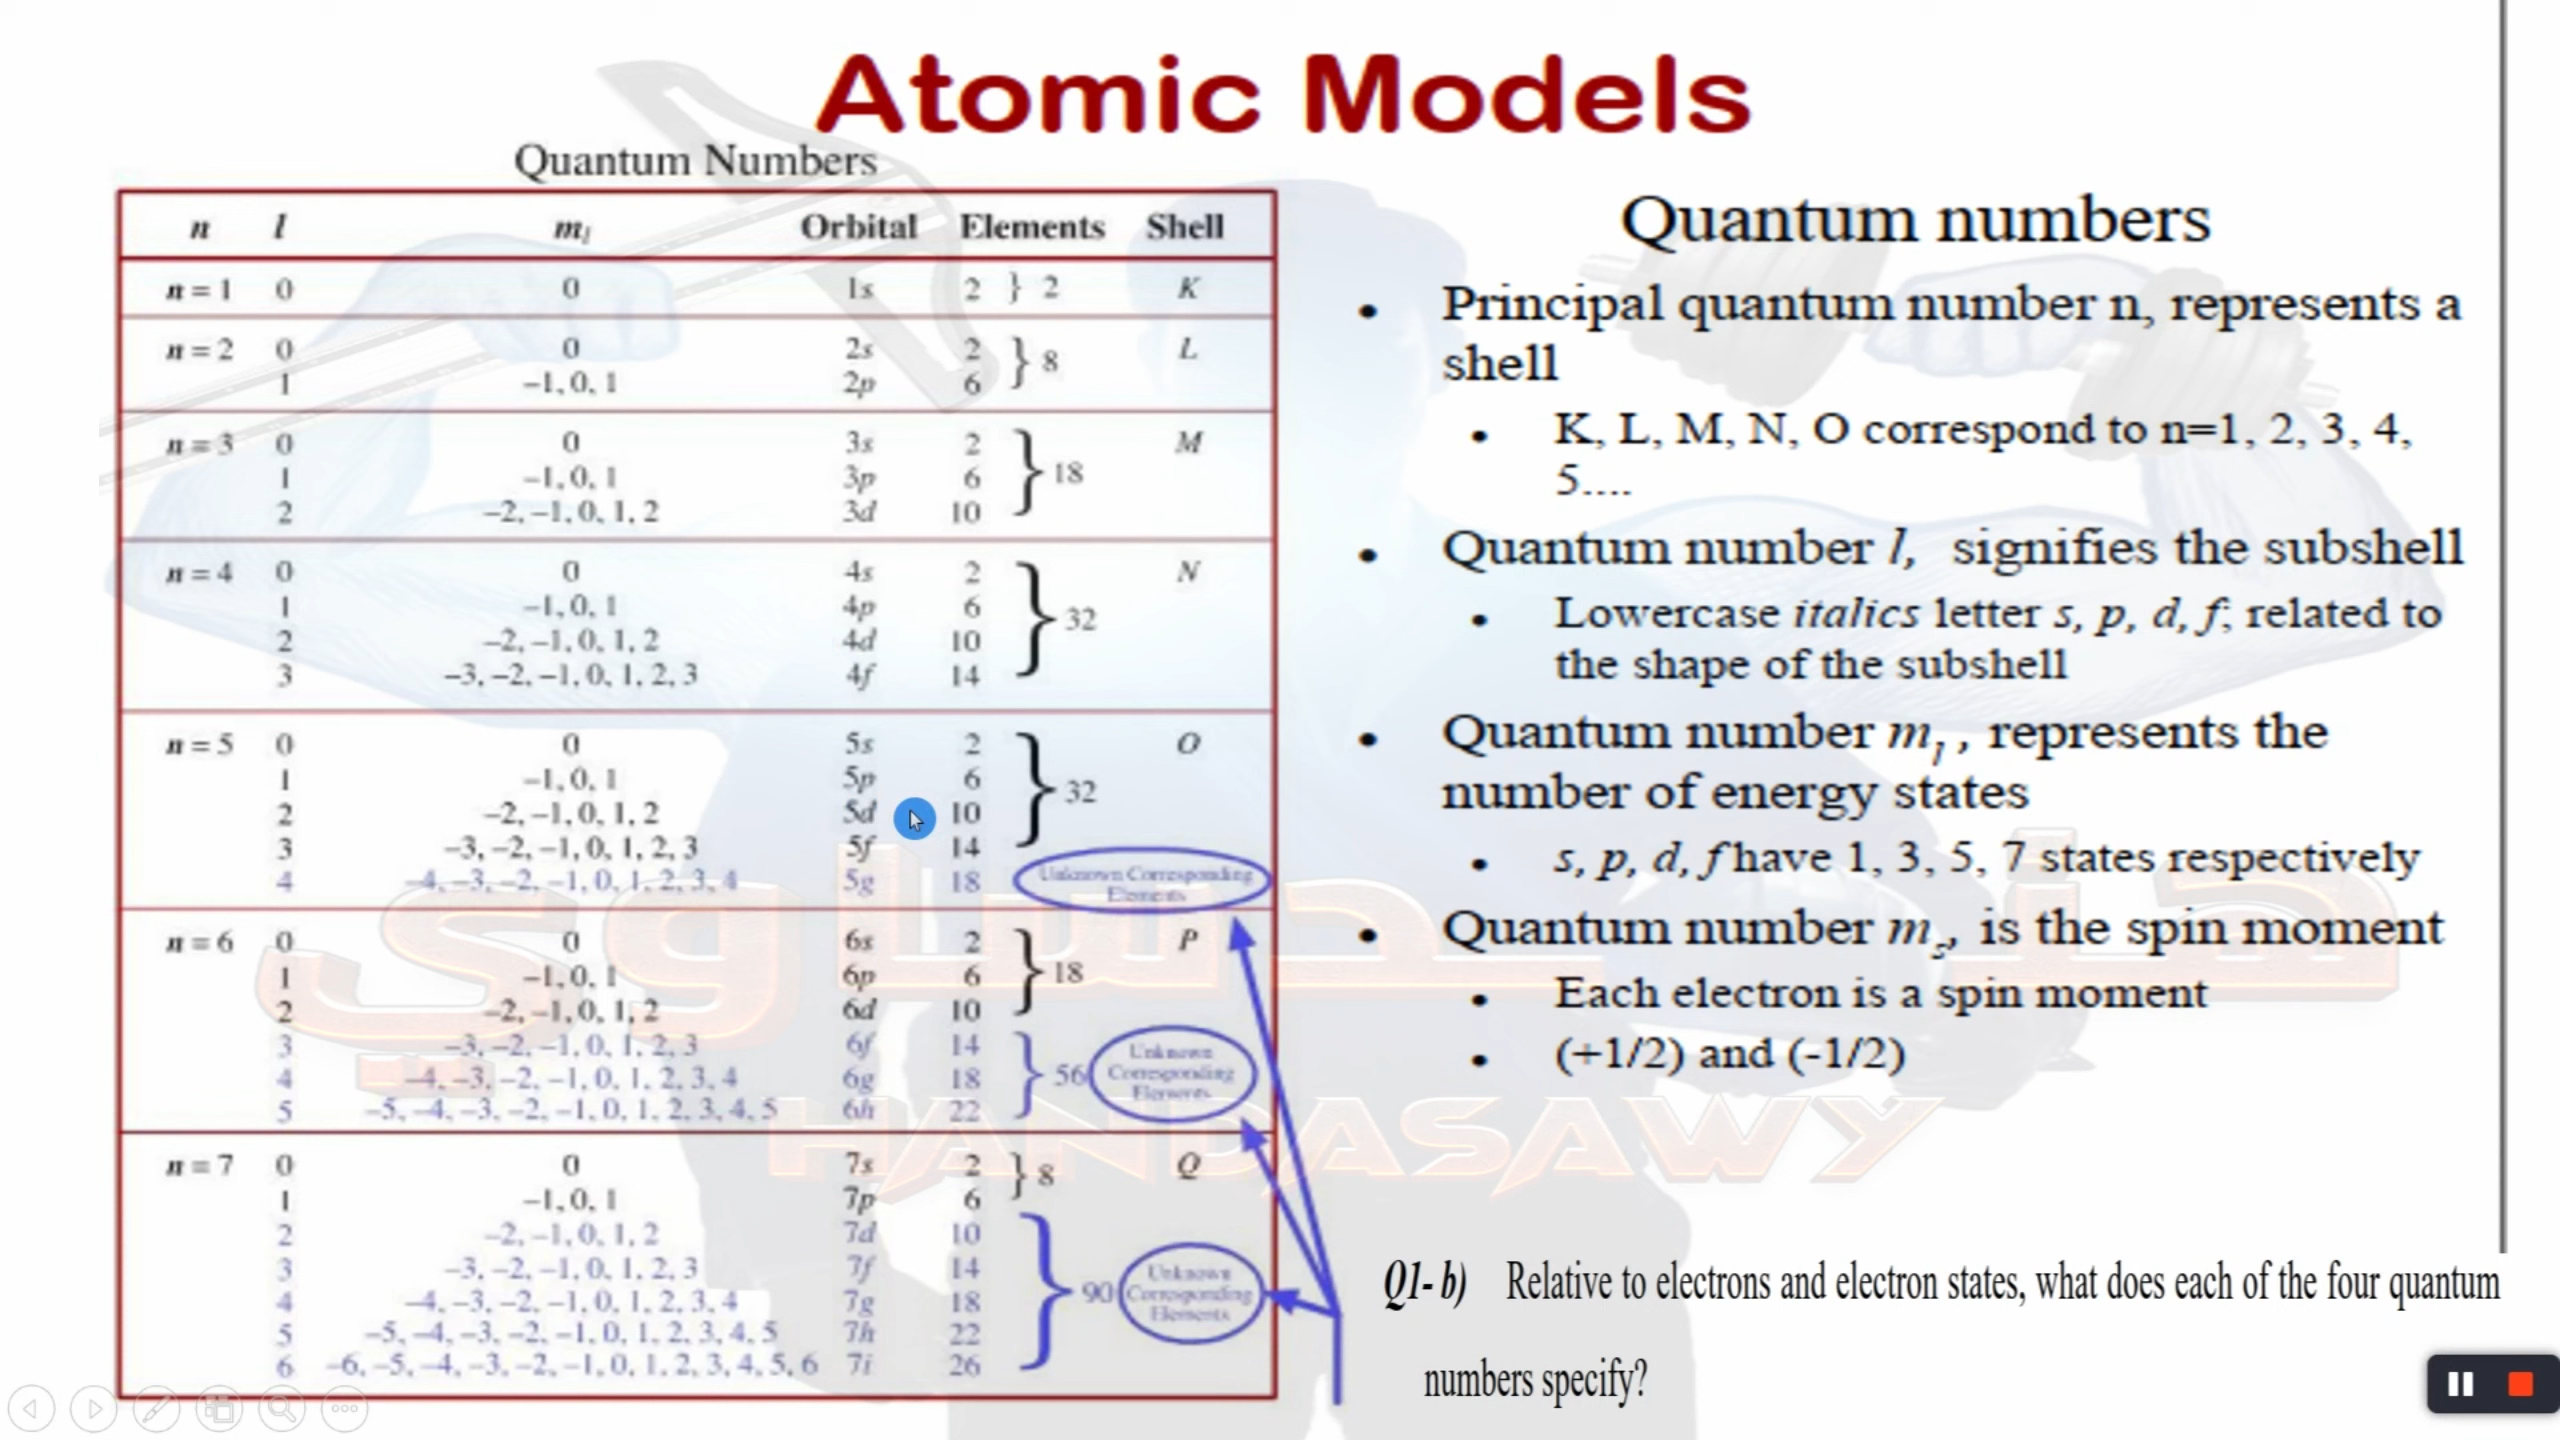 Atomic Models
Quantum Numbers
n l mₗ Orbital Elements Shell
n = 1 0 0 1s 2 } 2 K
n = 2 0 0 2s 2 } 8 L
1 –1, 0, 1 2p 6
n = 3 0 0 3s 2 } 18 M
1 –1, 0, 1 3p 6
2 –2, –1, 0, 1, 2 3d 10
n = 4 0 0 4s 2 } 32 N
1 –1, 0, 1 4p 6
2 –2, –1, 0, 1, 2 4d 10
3 –3, –2, –1, 0, 1, 2, 3 4f 14
n = 5 0 0 5s 2 } 32 O
1 –1, 0, 1 5p 6
2 –2, –1, 0, 1, 2 5d 10
3 –3, –2, –1, 0, 1, 2, 3 5f 14
4 –4, –3, –2, –1, 0, 1, 2, 3, 4 5g 18 Unknown Corresponding
Elements
n = 6 0 0 6s 2 } 18 P
1 –1, 0, 1 6p 6
2 –2, –1, 0, 1, 2 6d 10
3 –3, –2, –1, 0, 1, 2, 3 6f 14 } 56 Unknown
4 –4, –3, –2, –1, 0, 1, 2, 3, 4 6g 18 Corresponding
5 –5, –4, –3, –2, –1, 0, 1, 2, 3, 4, 5 6h 22 Elements
n = 7 0 0 7s 2 } 8 Q
1 –1, 0, 1 7p 6
2 –2, –1, 0, 1, 2 7d 10
3 –3, –2, –1, 0, 1, 2, 3 7f 14 } 90 Unknown
4 –4, –3, –2, –1, 0, 1, 2, 3, 4 7g 18 Corresponding
5 –5, –4, –3, –2, –1, 0, 1, 2, 3, 4, 5 7h 22 Elements
6 –6, –5, –4, –3, –2, –1, 0, 1, 2, 3, 4, 5, 6 7i 26
Quantum numbers
• Principal quantum number n, represents a
shell
• K, L, M, N, O correspond to n=1, 2, 3, 4,
5....
• Quantum number l, signifies the subshell
• Lowercase italics letter s, p, d, f; related to
the shape of the subshell
• Quantum number mₗ, represents the
number of energy states
• s, p, d, f have 1, 3, 5, 7 states respectively
• Quantum number mₛ, is the spin moment
• Each electron is a spin moment
• (+1/2) and (-1/2)
HANDASAWY
Q1- b) Relative to electrons and electron states, what does each of the four quantum
numbers specify?